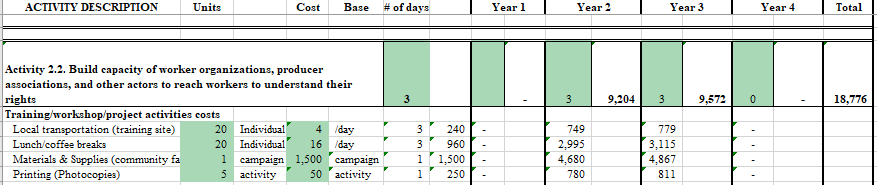 ACTIVITY DESCRIPTION Units Cost Base # of days Year 1 Year 2 Year 3 Year 4 Total
Activity 2.2. Build capacity of worker organizations, producer
associations, and other actors to reach workers to understand their
rights 3 - 3 9,204 3 9,572 0 - 18,776
Training/workshop/project activities costs
Local transportation (training site) 20 Individual 4 /day 3 240 - 749 779 -
Lunch/coffee breaks 20 Individual 16 /day 3 960 - 2,995 3,115 -
Materials & Supplies (community fa 1 campaign 1,500 campaign 1 1,500 - 4,680 4,867 -
Printing (Photocopies) 5 activity 50 activity 1 250 - 780 811 -